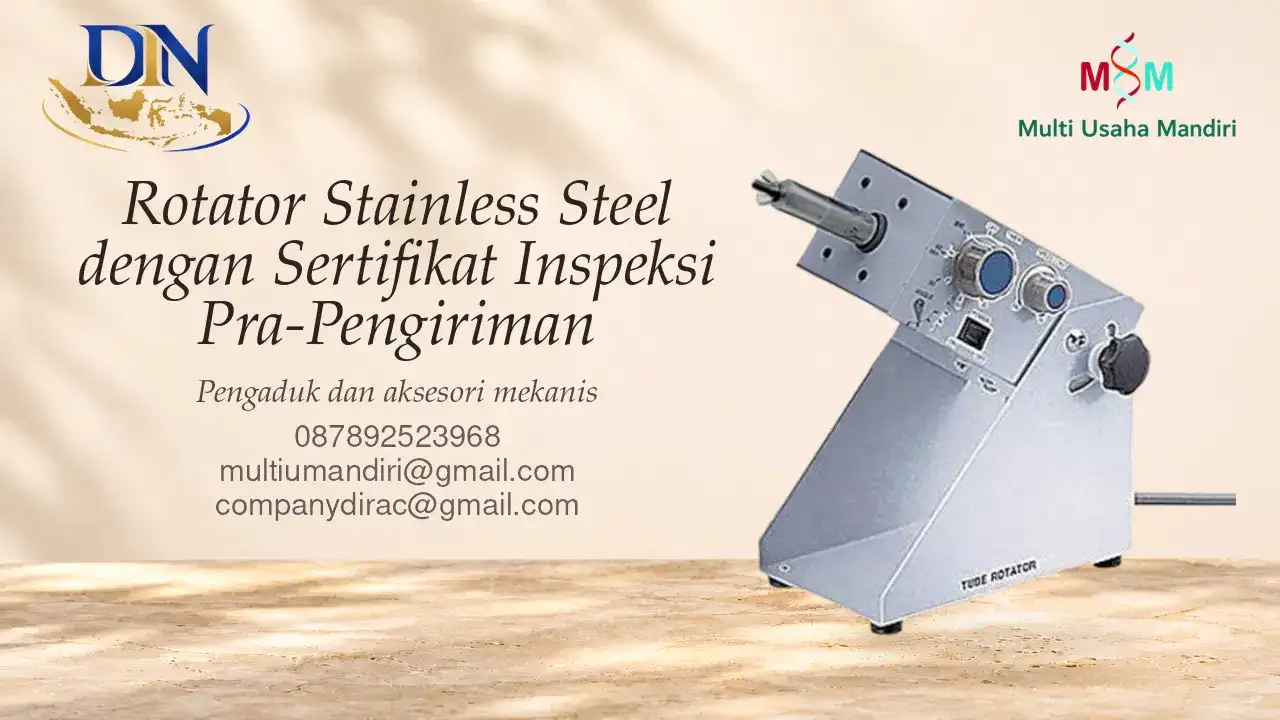 DIN
M M
Multi Usaha Mandiri
Rotator Stainless Steel
dengan Sertifikat Inspeksi
Pra-Pengiriman
Pengaduk dan aksesori mekanis
087892523968
multiumandiri@gmail.com
companydirac@gmail.com
TUBE ROTATOR